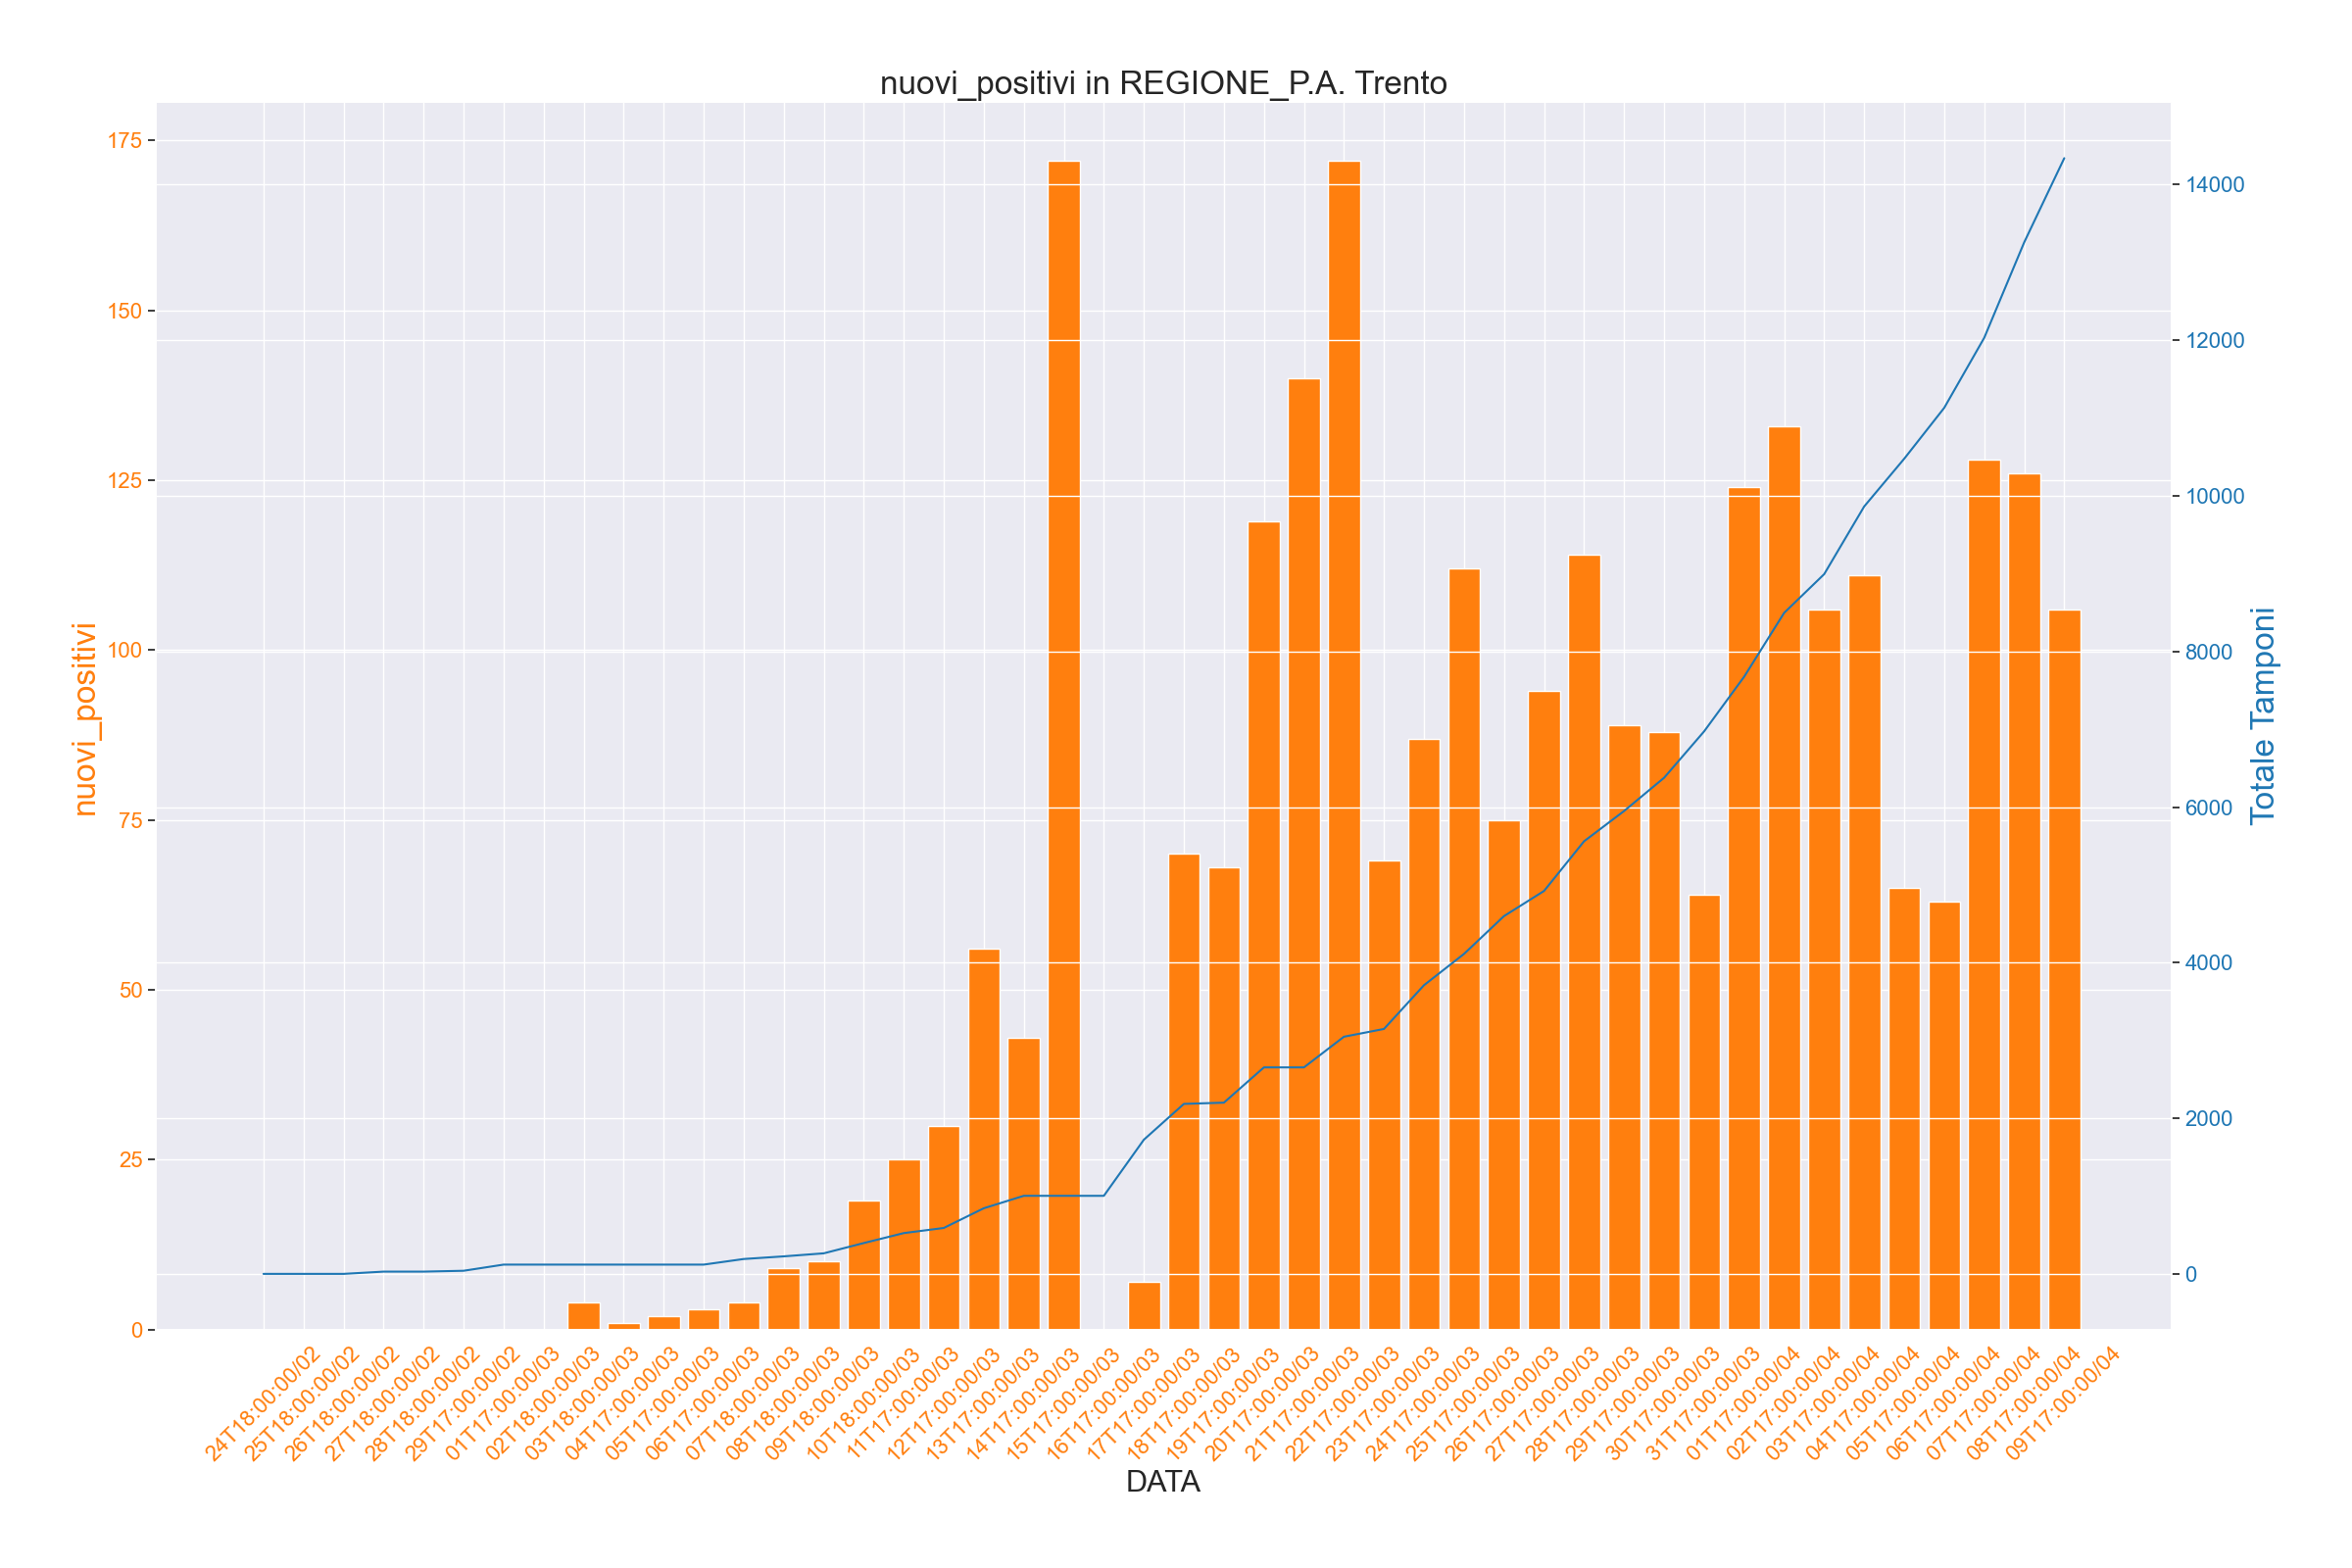 nuovi_positivi in REGIONE_P.A. Trento
175
150
125
100
75
50
25
0
nuovi_positivi
14000
12000
10000
8000
6000
4000
2000
0
Totale Tamponi
24T18:00:00/02
25T18:00:00/02
26T18:00:00/02
27T18:00:00/02
28T18:00:00/02
29T17:00:00/02
01T17:00:00/03
02T18:00:00/03
03T18:00:00/03
04T17:00:00/03
05T17:00:00/03
06T17:00:00/03
07T18:00:00/03
08T18:00:00/03
09T18:00:00/03
10T18:00:00/03
11T17:00:00/03
12T17:00:00/03
13T17:00:00/03
14T17:00:00/03
15T17:00:00/03
16T17:00:00/03
17T17:00:00/03
18T17:00:00/03
19T17:00:00/03
20T17:00:00/03
21T17:00:00/03
22T17:00:00/03
23T17:00:00/03
24T17:00:00/03
25T17:00:00/03
26T17:00:00/03
27T17:00:00/03
28T17:00:00/03
29T17:00:00/03
30T17:00:00/03
31T17:00:00/03
01T17:00:00/04
02T17:00:00/04
03T17:00:00/04
04T17:00:00/04
05T17:00:00/04
06T17:00:00/04
07T17:00:00/04
08T17:00:00/04
09T17:00:00/04
DATA